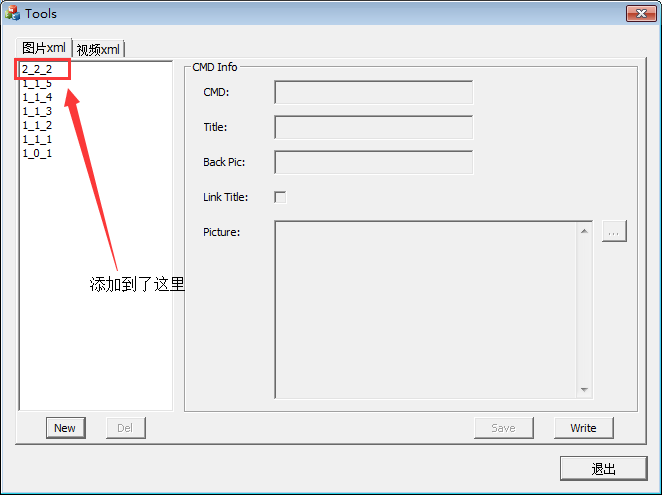 Tools
图片xml
视频xml
2_2_2
1_1_5
1_1_4
1_1_3
1_1_2
1_1_1
1_0_1
添加到了这里
CMD Info
CMD:
Title:
Back Pic:
Link Title:
Picture:
...
New
Del
Save
Write
退出